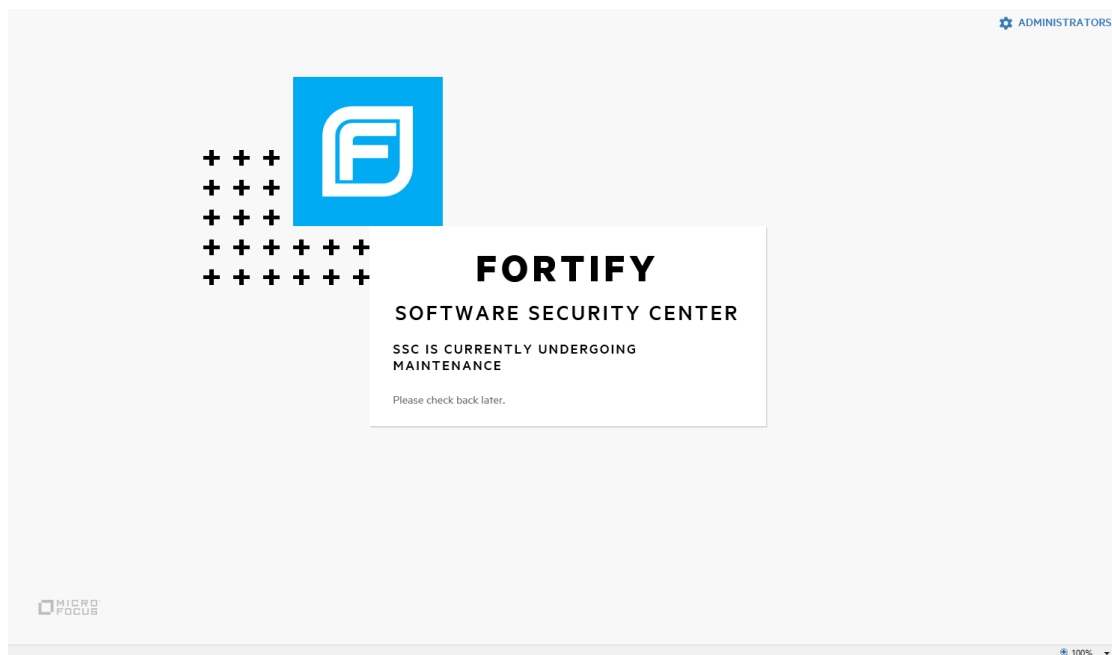 ADMINISTRATORS
FORTIFY
SOFTWARE SECURITY CENTER
SSC IS CURRENTLY UNDERGOING
MAINTENANCE
Please check back later.
MICRO
FOCUS
100%